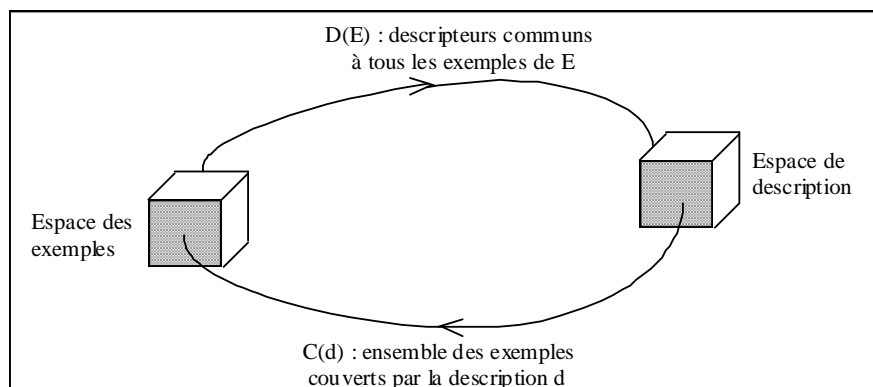 D(E) : descripteurs communs
à tous les exemples de E
Espace de
description
Espace des
exemples
C(d) : ensemble des exemples
couverts par la description d